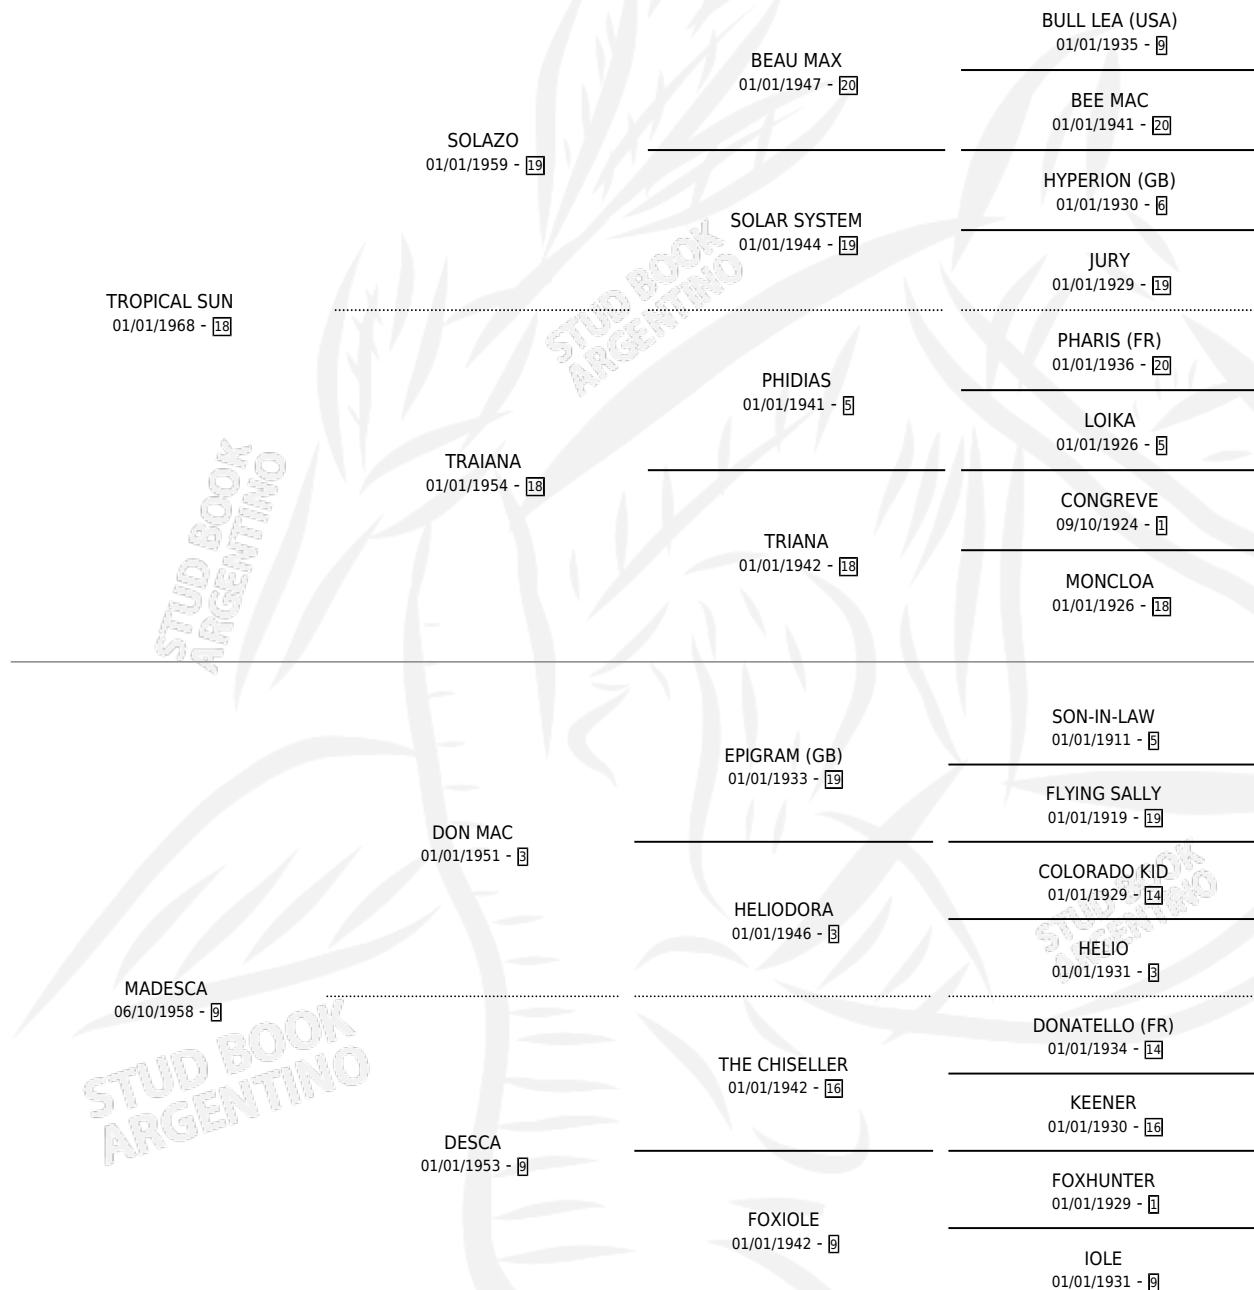 BULL LEA (USA)
01/01/1935 - 9
BEAU MAX
01/01/1947 - 20
BEE MAC
01/01/1941 - 20
SOLAZO
01/01/1959 - 19
HYPERION (GB)
01/01/1930 - 6
SOLAR SYSTEM
01/01/1944 - 19
JURY
01/01/1929 - 19
TROPICAL SUN
01/01/1968 - 18
PHARIS (FR)
01/01/1936 - 20
PHIDIAS
01/01/1941 - 5
LOIKA
01/01/1926 - 5
TRAIANA
01/01/1954 - 18
CONGREVE
09/10/1924 - 1
TRIANA
01/01/1942 - 18
MONCLOA
01/01/1926 - 18
STUD BOOK
ARGENTINO
STUD BOOK
ARGENTINO
SON-IN-LAW
01/01/1911 - 5
EPIGRAM (GB)
01/01/1933 - 19
FLYING SALLY
01/01/1919 - 19
DON MAC
01/01/1951 - 3
COLORADO KID
01/01/1929 - 14
HELIODORA
01/01/1946 - 3
HELIO
01/01/1931 - 3
MADESCA
06/10/1958 - 9
DONATELLO (FR)
01/01/1934 - 14
THE CHISELLER
01/01/1942 - 16
KEENER
01/01/1930 - 16
DESCA
01/01/1953 - 9
FOXHUNTER
01/01/1929 - 1
FOXIOLE
01/01/1942 - 9
IOLE
01/01/1931 - 9
STUD BOOK
ARGENTINO
STUD BOOK
ARGENTINO